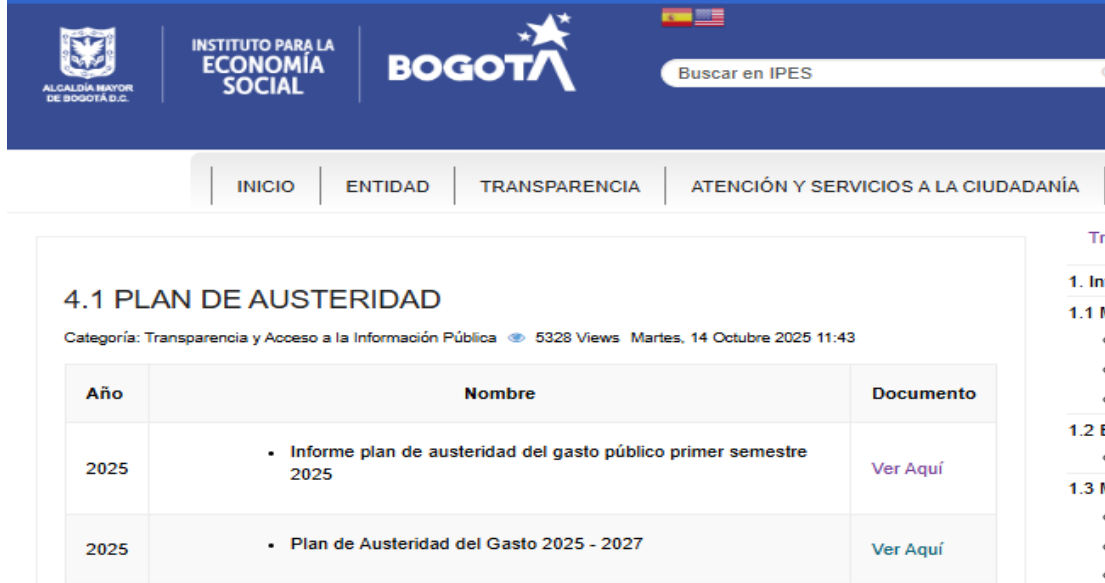 ALCALDÍA MAYOR
DE BOGOTÁ D.C.
INSTITUTO PARA LA
ECONOMÍA
SOCIAL
BOGOTÁ
Buscar en IPES
INICIO
ENTIDAD
TRANSPARENCIA
ATENCIÓN Y SERVICIOS A LA CIUDADANÍA
4.1 PLAN DE AUSTERIDAD
Categoría: Transparencia y Acceso a la Información Pública 5328 Views Martes, 14 Octubre 2025 11:43
Año Nombre Documento
• Informe plan de austeridad del gasto público primer semestre
2025
2025 Ver Aquí
2025 • Plan de Austeridad del Gasto 2025 - 2027 Ver Aquí
Tr
1. In
1.1
1.2
1.3